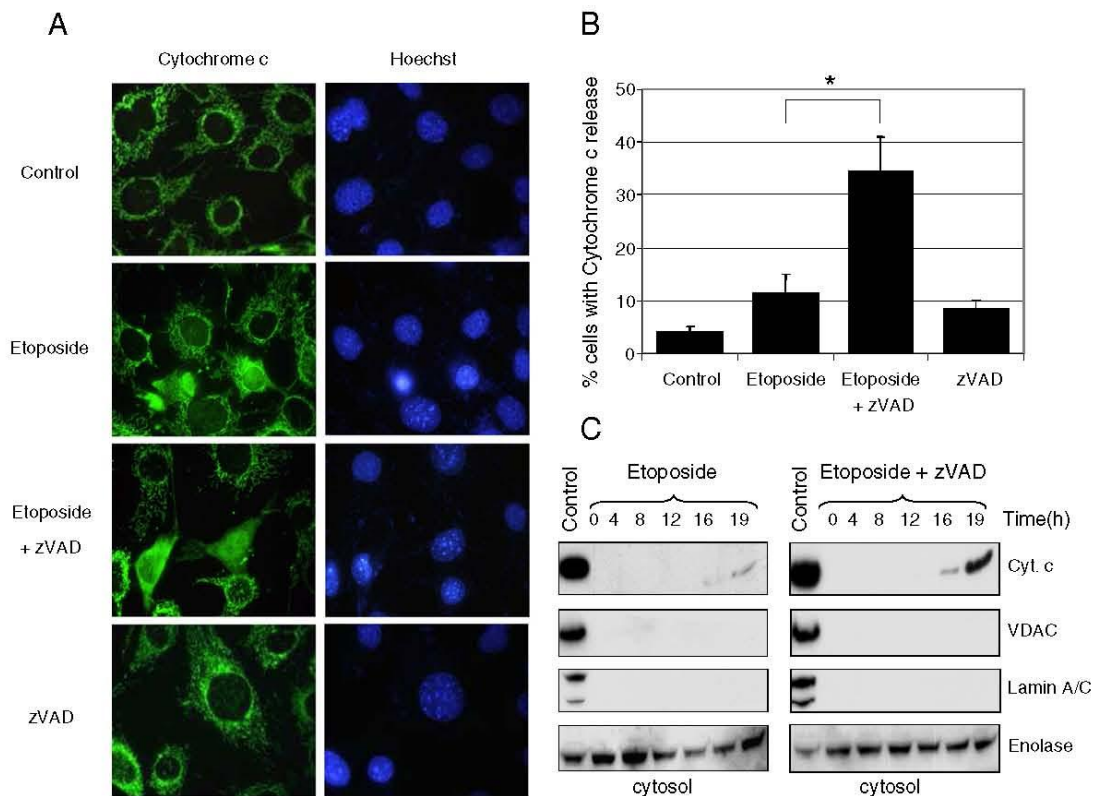 A
Cytochrome c
Hoechst
Control
Etoposide
Etoposide
+ zVAD
zVAD
B
% cells with Cytochrome c release
50
40
30
20
10
0
*
Control
Etoposide
Etoposide
+ zVAD
zVAD
C
Control
Etoposide
0 4 8 12 16 19
Control
Etoposide + zVAD
0 4 8 12 16 19
Time(h)
Cyt. c
VDAC
Lamin A/C
Enolase
cytosol
cytosol